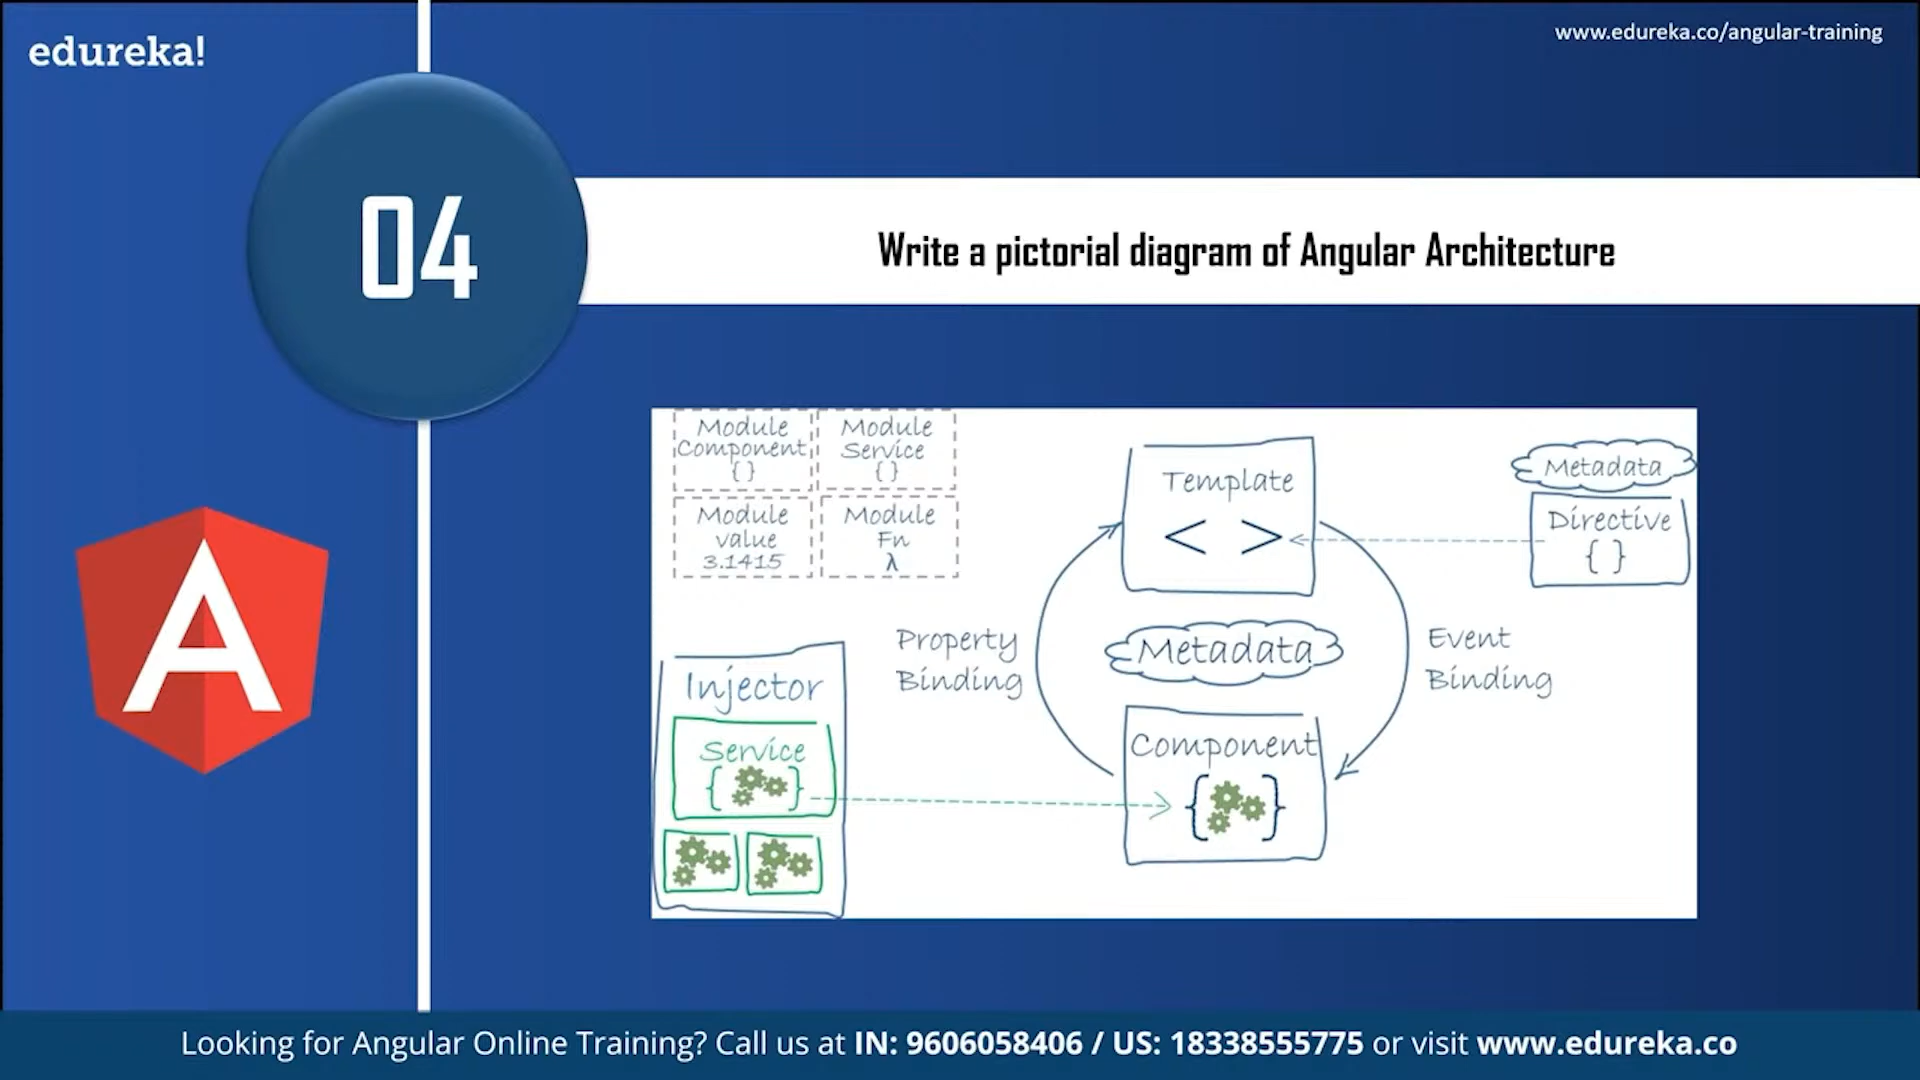 edureka!
www.edureka.co/angular-training
04
Write a pictorial diagram of Angular Architecture
Module
Component
{ }
Module
Service
{ }
Module
value
3.1415
Module
Fn
λ
Template
< >
Metadata
Directive
{ }
Property
Binding
Metadata
Event
Binding
Injector
Service
{ }
Component
{ }
A
Looking for Angular Online Training? Call us at IN: 9606058406 / US: 18338555775 or visit www.edureka.co